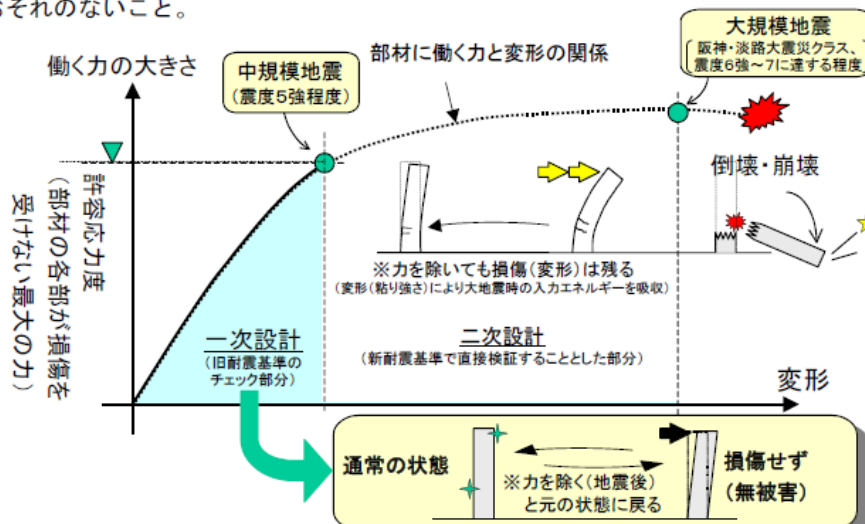 おそれのないこと。
働く力の大きさ
中規模地震
(震度5強程度)
部材に働く力と変形の関係
大規模地震
阪神・淡路大震災クラス、
震度6強~7に達する程度
許容応力度
(部材の各部が損傷を
受けない最大の力)
倒壊・崩壊
※力を除いても損傷(変形)は残る
(変形(粘り強さ)により大地震時の入力エネルギーを吸収)
一次設計
(旧耐震基準の
チェック部分)
二次設計
(新耐震基準で直接検証することとした部分)
変形
通常の状態
※力を除く(地震後)
と元の状態に戻る
損傷せず
(無被害)